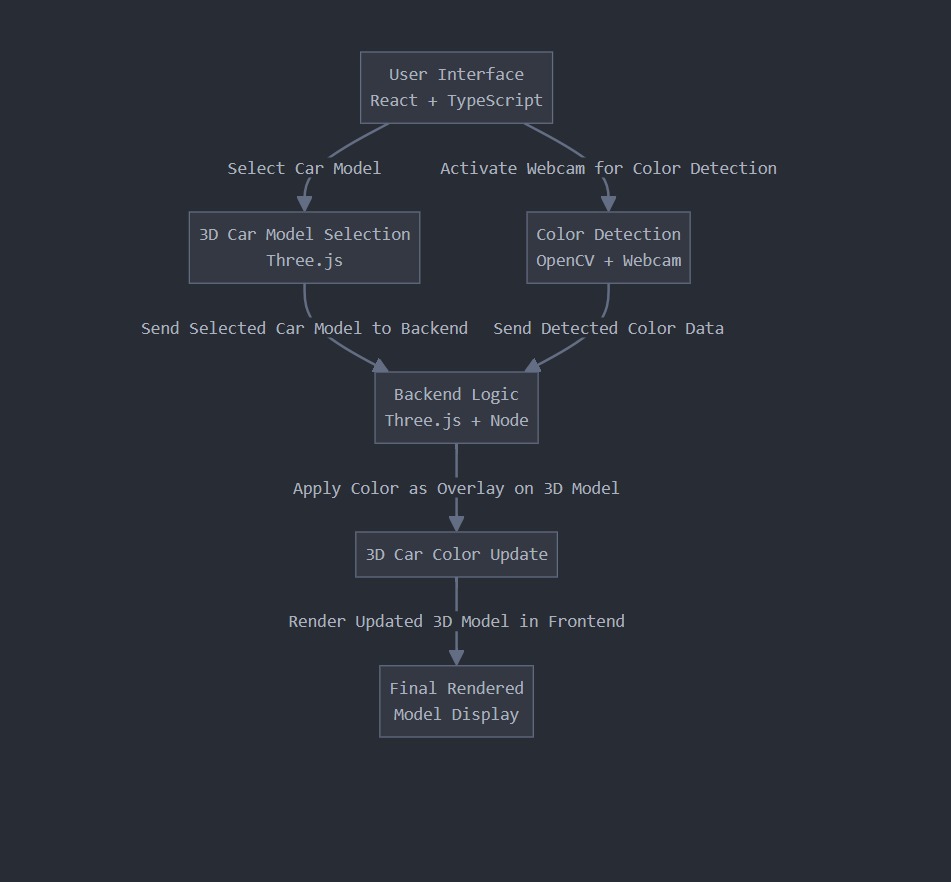 User Interface
React + TypeScript
Select Car Model
Activate Webcam for Color Detection
3D Car Model Selection
Three.js
Color Detection
OpenCV + Webcam
Send Selected Car Model to Backend
Send Detected Color Data
Backend Logic
Three.js + Node
Apply Color as Overlay on 3D Model
3D Car Color Update
Render Updated 3D Model in Frontend
Final Rendered
Model Display